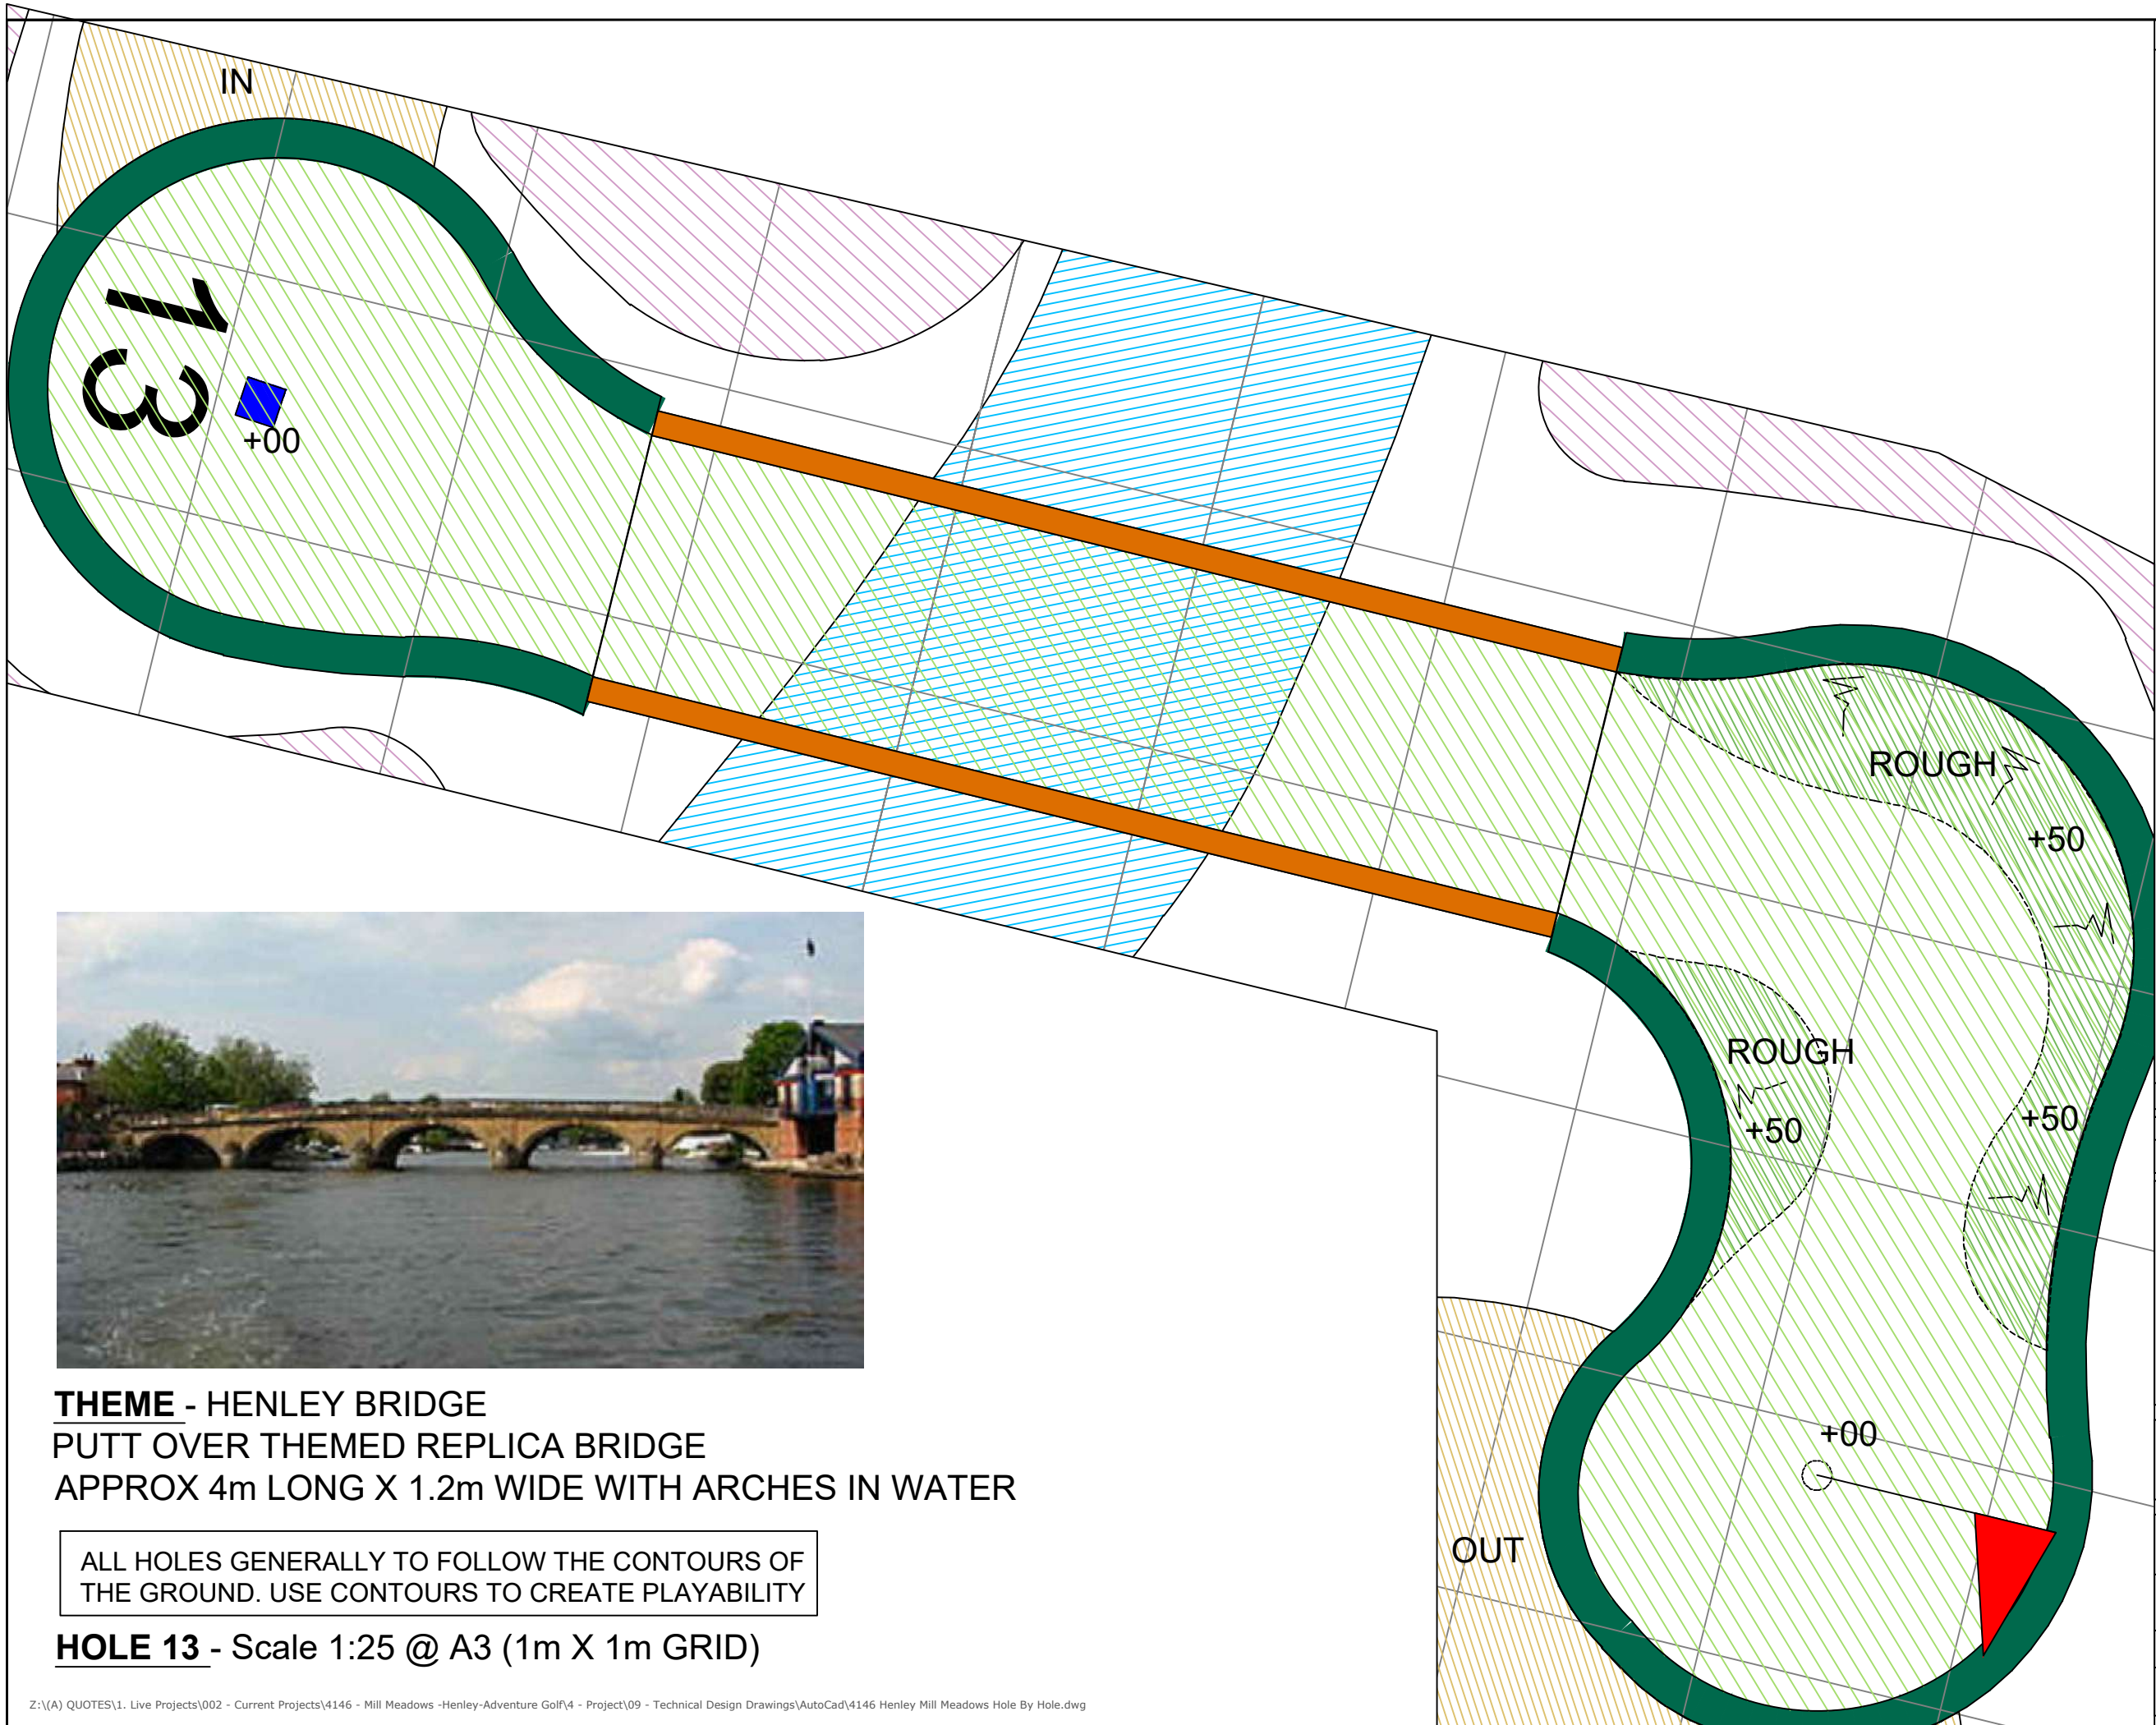 IN
13
+00
ROUGH
+50
ROUGH
+50
+50
+00
OUT
THEME - HENLEY BRIDGE
PUTT OVER THEMED REPLICA BRIDGE
APPROX 4m LONG X 1.2m WIDE WITH ARCHES IN WATER
ALL HOLES GENERALLY TO FOLLOW THE CONTOURS OF
THE GROUND. USE CONTOURS TO CREATE PLAYABILITY
HOLE 13 - Scale 1:25 @ A3 (1m X 1m GRID)
Z:\(A) QUOTES\1. Live Projects\002 - Current Projects\4146 - Mill Meadows -Henley-Adventure Golf\4 - Project\09 - Technical Design Drawings\AutoCad\4146 Henley Mill Meadows Hole By Hole.dwg